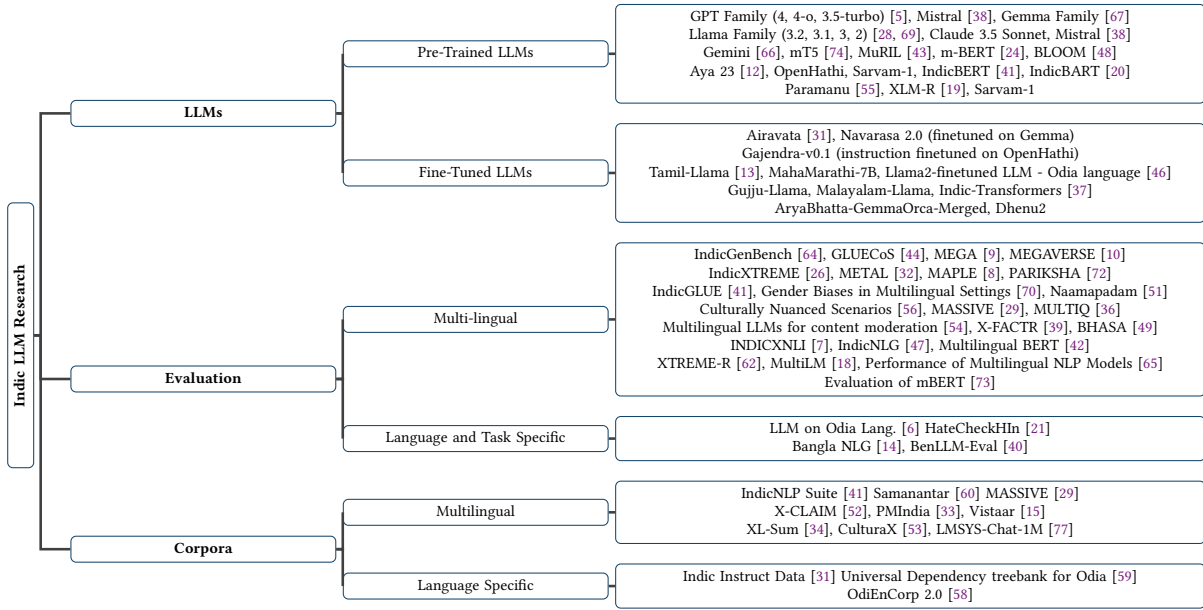 Indic LLM Research
LLMs
Pre-Trained LLMs
GPT Family (4, 4-o, 3.5-turbo) [5], Mistral [38], Gemma Family [67]
Llama Family (3.2, 3.1, 3, 2) [28, 69], Claude 3.5 Sonnet, Mistral [38]
Gemini [66], mT5 [74], MuRIL [43], m-BERT [24], BLOOM [48]
Aya 23 [12], OpenHathi, Sarvam-1, IndicBERT [41], IndicBART [20]
Paramanu [55], XLM-R [19], Sarvam-1
Fine-Tuned LLMs
Airavata [31], Navarasa 2.0 (finetuned on Gemma)
Gajendra-v0.1 (instruction finetuned on OpenHathi)
Tamil-Llama [13], MahaMarathi-7B, Llama2-finetuned LLM - Odia language [46]
Gujju-Llama, Malayalam-Llama, Indic-Transformers [37]
AryaBhatta-GemmaOrca-Merged, Dhenu2
Evaluation
Multi-lingual
IndicGenBench [64], GLUECoS [44], MEGA [9], MEGAVERSE [10]
IndicXTREME [26], METAL [32], MAPLE [8], PARIKSHA [72]
IndicGLUE [41], Gender Biases in Multilingual Settings [70], Naamapadam [51]
Culturally Nuanced Scenarios [56], MASSIVE [29], MULTIQ [36]
Multilingual LLMs for content moderation [54], X-FACTR [39], BHASA [49]
INDICXNLI [7], IndicNLG [47], Multilingual BERT [42]
XTREME-R [62], MultiLM [18], Performance of Multilingual NLP Models [65]
Evaluation of mBERT [73]
Language and Task Specific
LLM on Odia Lang. [6] HateCheckHIn [21]
Bangla NLG [14], BenLLM-Eval [40]
Corpora
Multilingual
IndicNLP Suite [41] Samanantar [60] MASSIVE [29]
X-CLAIM [52], PMIndia [33], Vistaar [15]
XL-Sum [34], CulturaX [53], LMSYS-Chat-1M [77]
Language Specific
Indic Instruct Data [31] Universal Dependency treebank for Odia [59]
OdiEnCorp 2.0 [58]